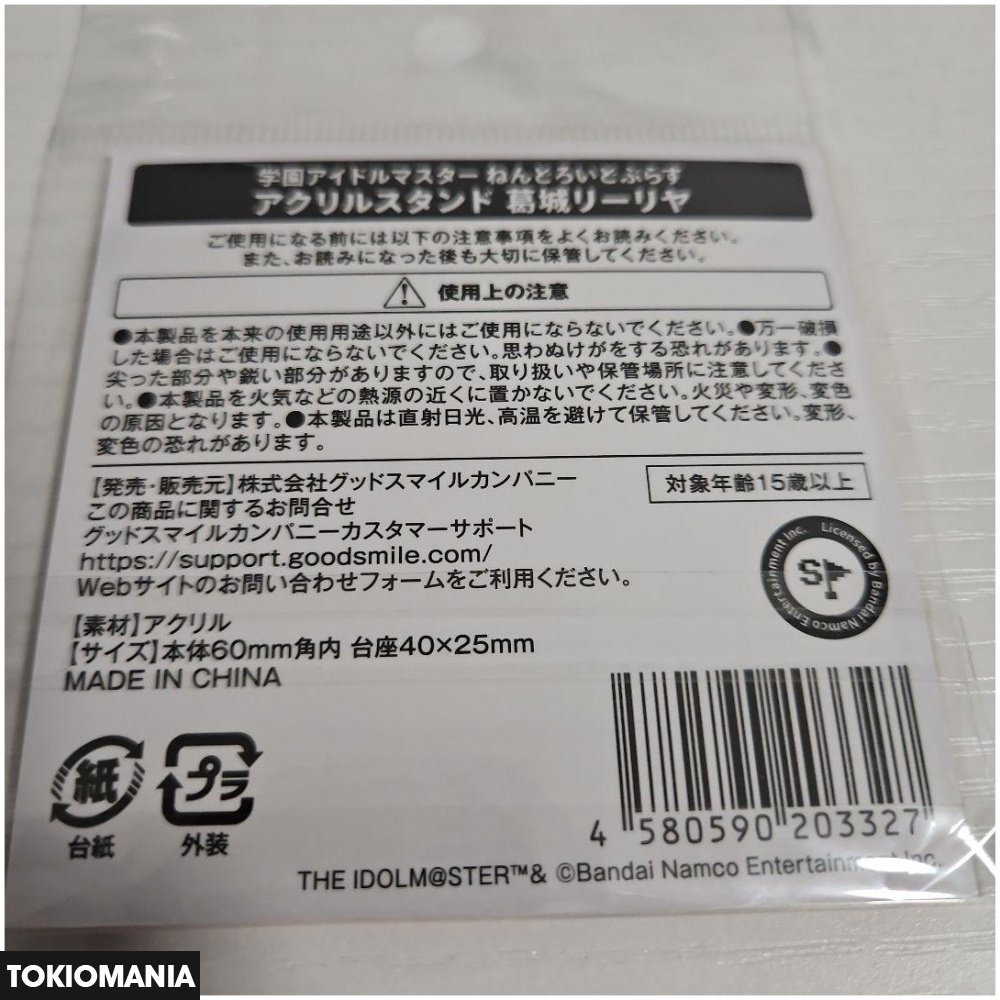 学園アイドルマスター ねんどろいどぷらす
アクリルスタンド 葛城リーリヤ
ご使用になる前には以下の注意事項をよくお読みください。
また、お読みになった後も大切に保管してください。
使用上の注意
●本製品を本来の使用用途以外にはご使用にならないでください。●万一破損
した場合はご使用にならないでください。思わぬけがをする恐れがあります。●
尖った部分や鋭い部分がありますので、取り扱いや保管場所に注意してくださ
い。●本製品を火気などの熱源の近くに置かないでください。火災や変形、変色
の原因となります。●本製品は直射日光、高温を避けて保管してください。変形、
変色の恐れがあります。
【発売・販売元】株式会社グッドスマイルカンパニー
対象年齢15歳以上
この商品に関するお問合せ
グッドスマイルカンパニーカスタマーサポート
https://support.goodsmile.com/
Webサイトのお問い合わせフォームをご利用ください。
Licensed by Bandai Namco Entertainment Inc.
S
【素材】アクリル
【サイズ】本体60mm角内 台座40×25mm
MADE IN CHINA
紙
台紙
プラ
外装
4 580590 203327
THE IDOLM@STER™& ©Bandai Namco Entertainment Inc.
TOKIOMANIA